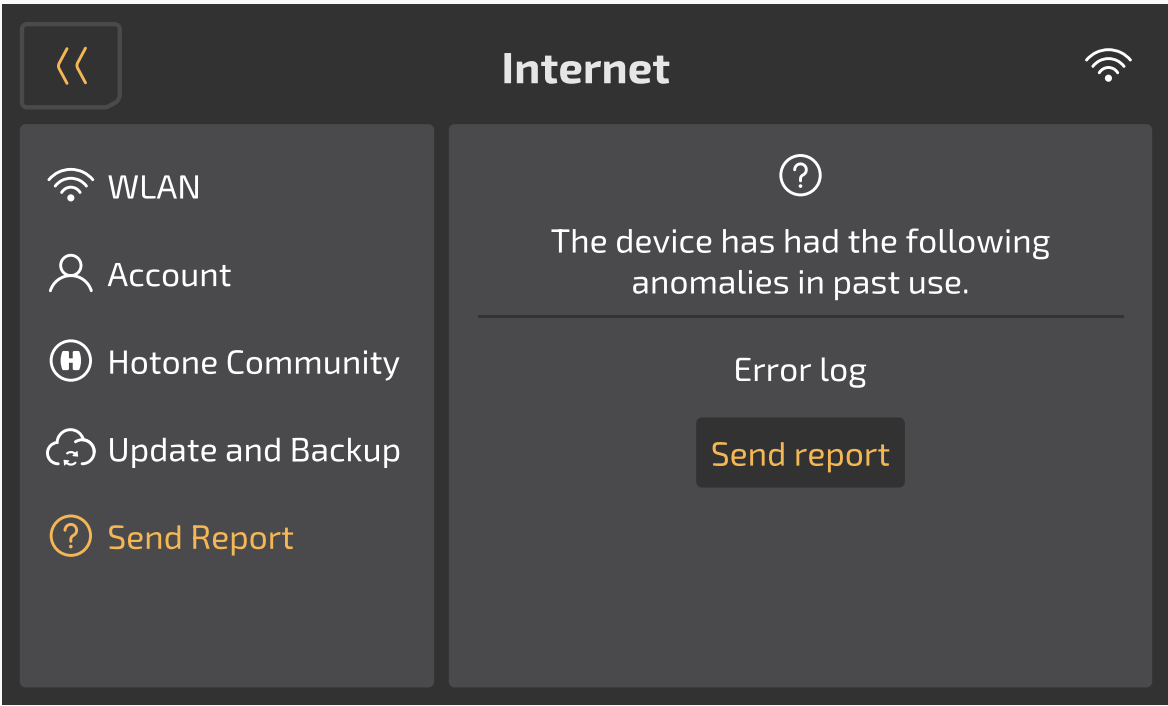 Internet
WLAN
Account
Hotone Community
Update and Backup
Send Report
The device has had the following
anomalies in past use.
Error log
Send report